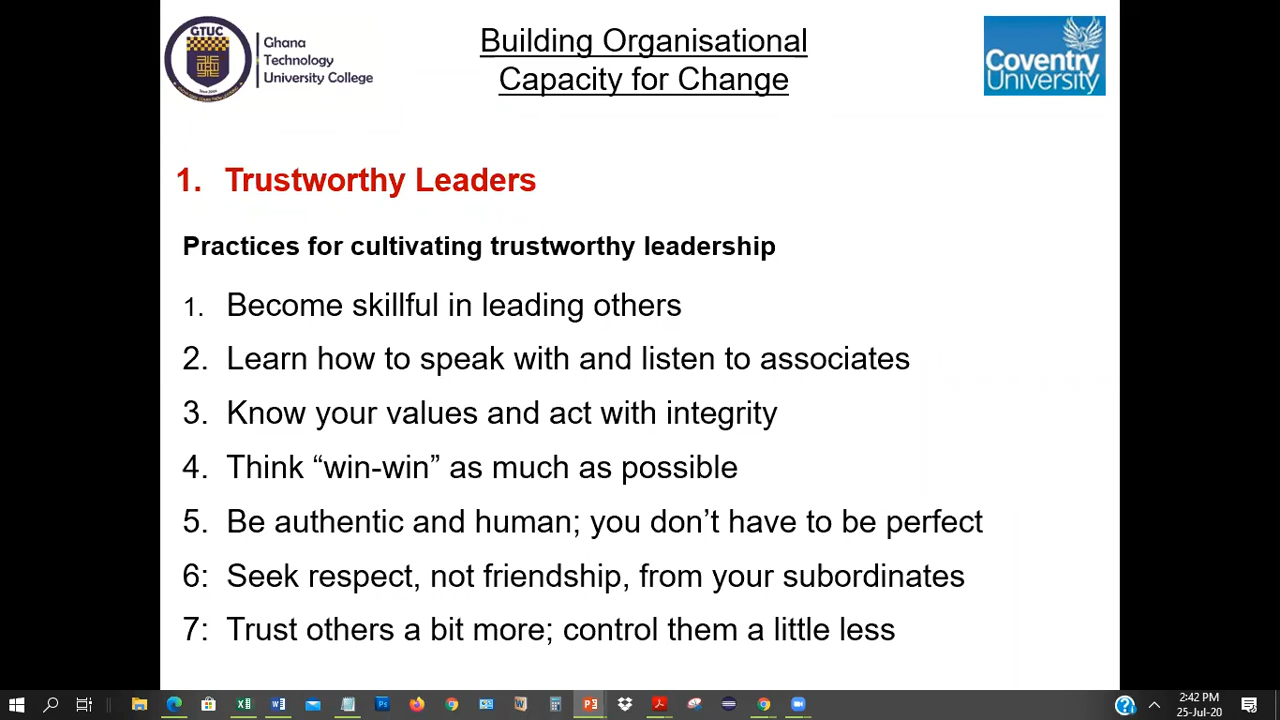 GTUC
Ghana
Technology
University College
Building Organisational
Capacity for Change
Coventry
University
1. Trustworthy Leaders
Practices for cultivating trustworthy leadership
1. Become skillful in leading others
2. Learn how to speak with and listen to associates
3. Know your values and act with integrity
4. Think “win-win” as much as possible
5. Be authentic and human; you don’t have to be perfect
6: Seek respect, not friendship, from your subordinates
7: Trust others a bit more; control them a little less
2:42 PM
25-Jul-20